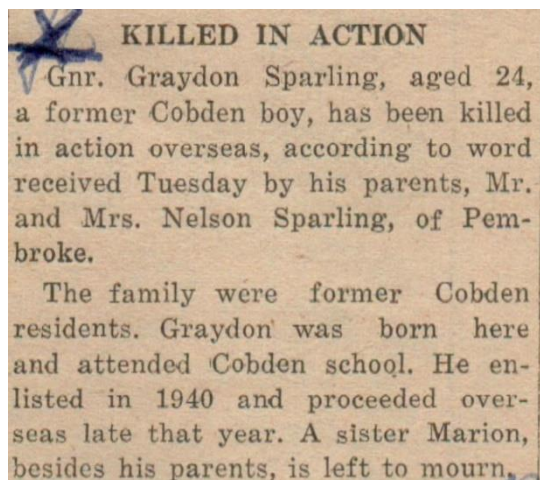 KILLED IN ACTION
Gnr. Graydon Sparling, aged 24,
a former Cobden boy, has been killed
in action overseas, according to word
received Tuesday by his parents, Mr.
and Mrs. Nelson Sparling, of Pem-
broke.
The family were former Cobden
residents. Graydon was born here
and attended Cobden school. He en-
listed in 1940 and proceeded over-
seas late that year. A sister Marion,
besides his parents, is left to mourn.